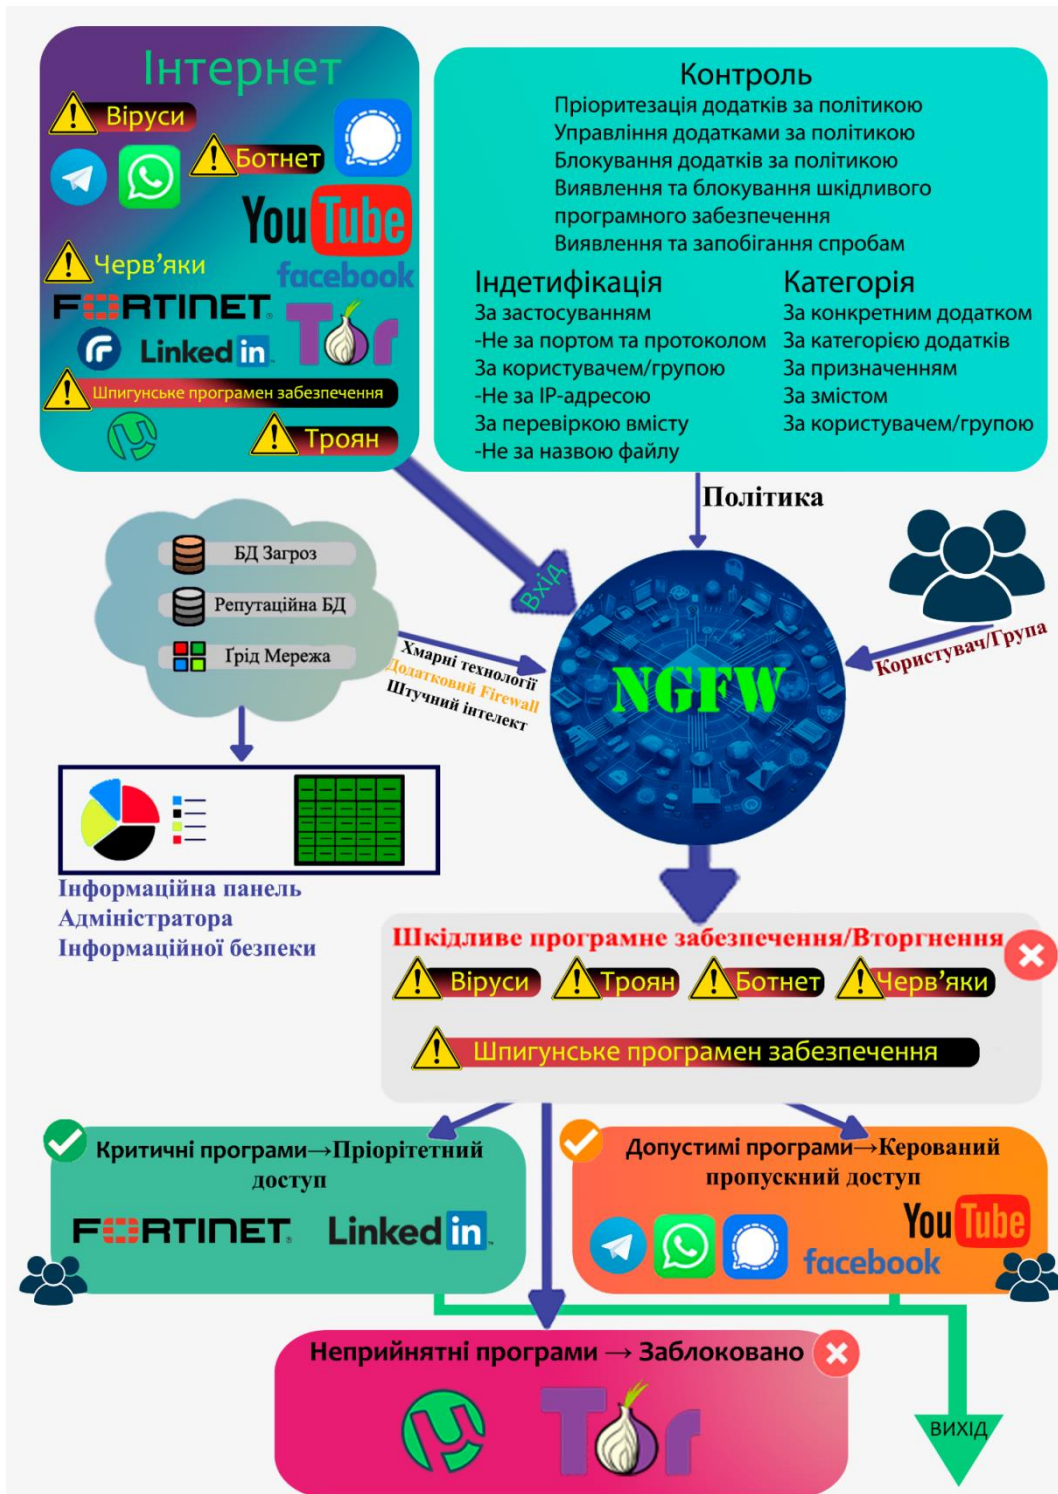 Інтернет
Віруси
Ботнет
YouTube
Черв'яки
facebook
FORTINET
Linked in
Tor
Шпигунське програмен забезпечення
Троян
Контроль
Пріоритезація додатків за політикою
Управління додатками за політикою
Блокування додатків за політикою
Виявлення та блокування шкідливого
програмного забезпечення
Виявлення та запобігання спробам
Індетифікація
За застосуванням
-Не за портом та протоколом
За користувачем/групою
-Не за IP-адресою
За перевіркою вмісту
-Не за назвою файлу
Категорія
За конкретним додатком
За категорією додатків
За призначенням
За змістом
За користувачем/групою
Політика
Вхід
БД Загроз
Репутаційна БД
Ґрід Мережа
Хмарні технології
Додатковий Firewall
Штучний інтелект
NGFW
Користувач/Група
Інформаційна панель
Адміністратора
Інформаційної безпеки
Шкідливе програмне забезпечення/Вторгнення
Віруси
Троян
Ботнет
Черв'яки
Шпигунське програмен забезпечення
Критичні програми→Пріорітетний
доступ
FORTINET
Linked in
Допустимі програми→Керований
пропускний доступ
YouTube
facebook
Неприйнятні програми → Заблоковано
Tor
ВИХІД